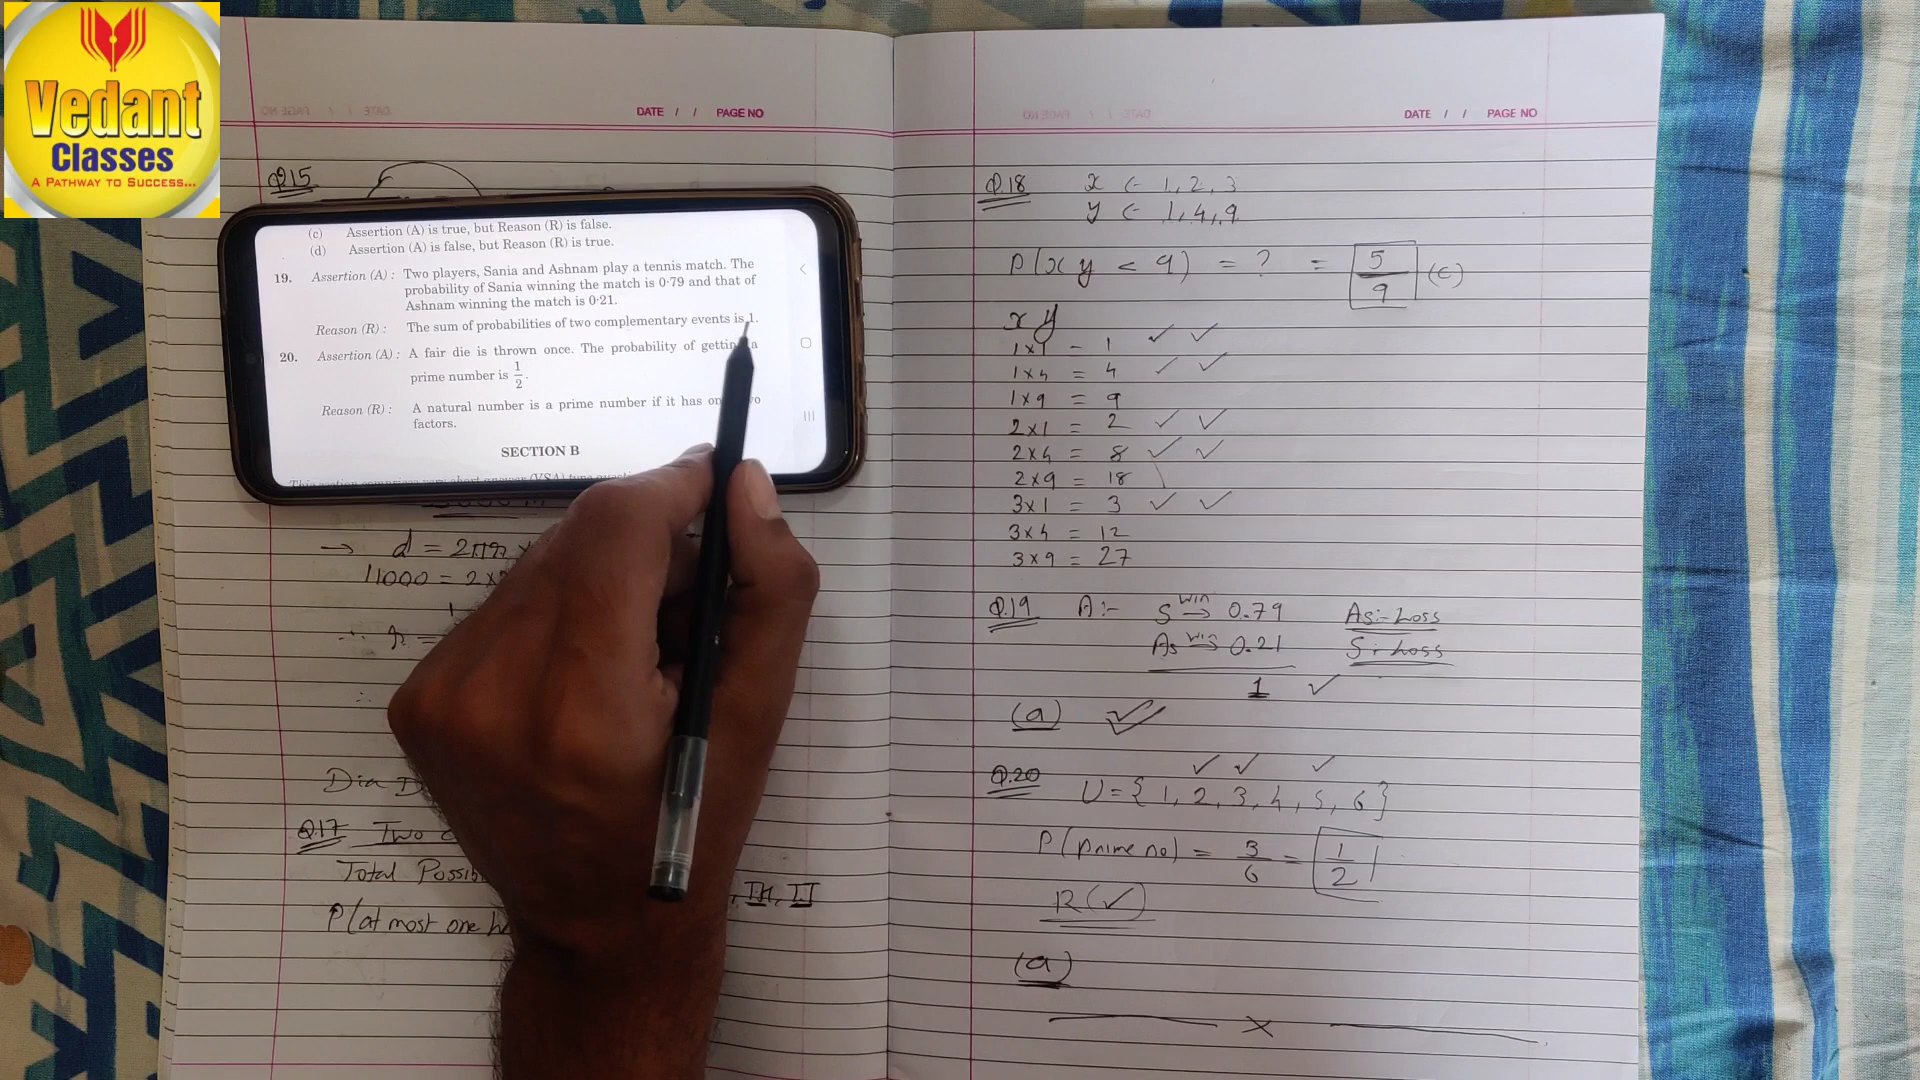 Vedant
Classes
A PATHWAY TO SUCCESS...
DATE / / PAGE NO
Q.15
(c) Assertion (A) is true, but Reason (R) is false.
(d) Assertion (A) is false, but Reason (R) is true.
19. Assertion (A) : Two players, Sania and Ashnam play a tennis match. The
probability of Sania winning the match is 0·79 and that of
Ashnam winning the match is 0·21.
Reason (R) : The sum of probabilities of two complementary events is 1.
20. Assertion (A) : A fair die is thrown once. The probability of getting a
prime number is 1/2.
Reason (R) : A natural number is a prime number if it has
factors.
SECTION B
→ d = 2πr ×
11000 = 2×
∴ r =
∴
Dia
Q.17 Two
Total
P(at most one
, TH, TT
DATE / / PAGE NO
Q.18 x ← 1, 2, 3
y ← 1, 4, 9
P(xy < 9) = ? = 5/9 (c)
x y
1×1 - 1 ✓ ✓
1×4 = 4 ✓ ✓
1×9 = 9
2×1 = 2 ✓ ✓
2×4 = 8 ✓ ✓
2×9 = 18
3×1 = 3 ✓ ✓
3×4 = 12
3×9 = 27
Q.19 A:- S win→ 0.79 As:- Loss
As win→ 0.21 S: Loss
1 ✓
(a) ✓
Q.20 U = { 1, 2, 3, 4, 5, 6 }
P(prime no) = 3/6 = 1/2
R(✓)
(a)
x